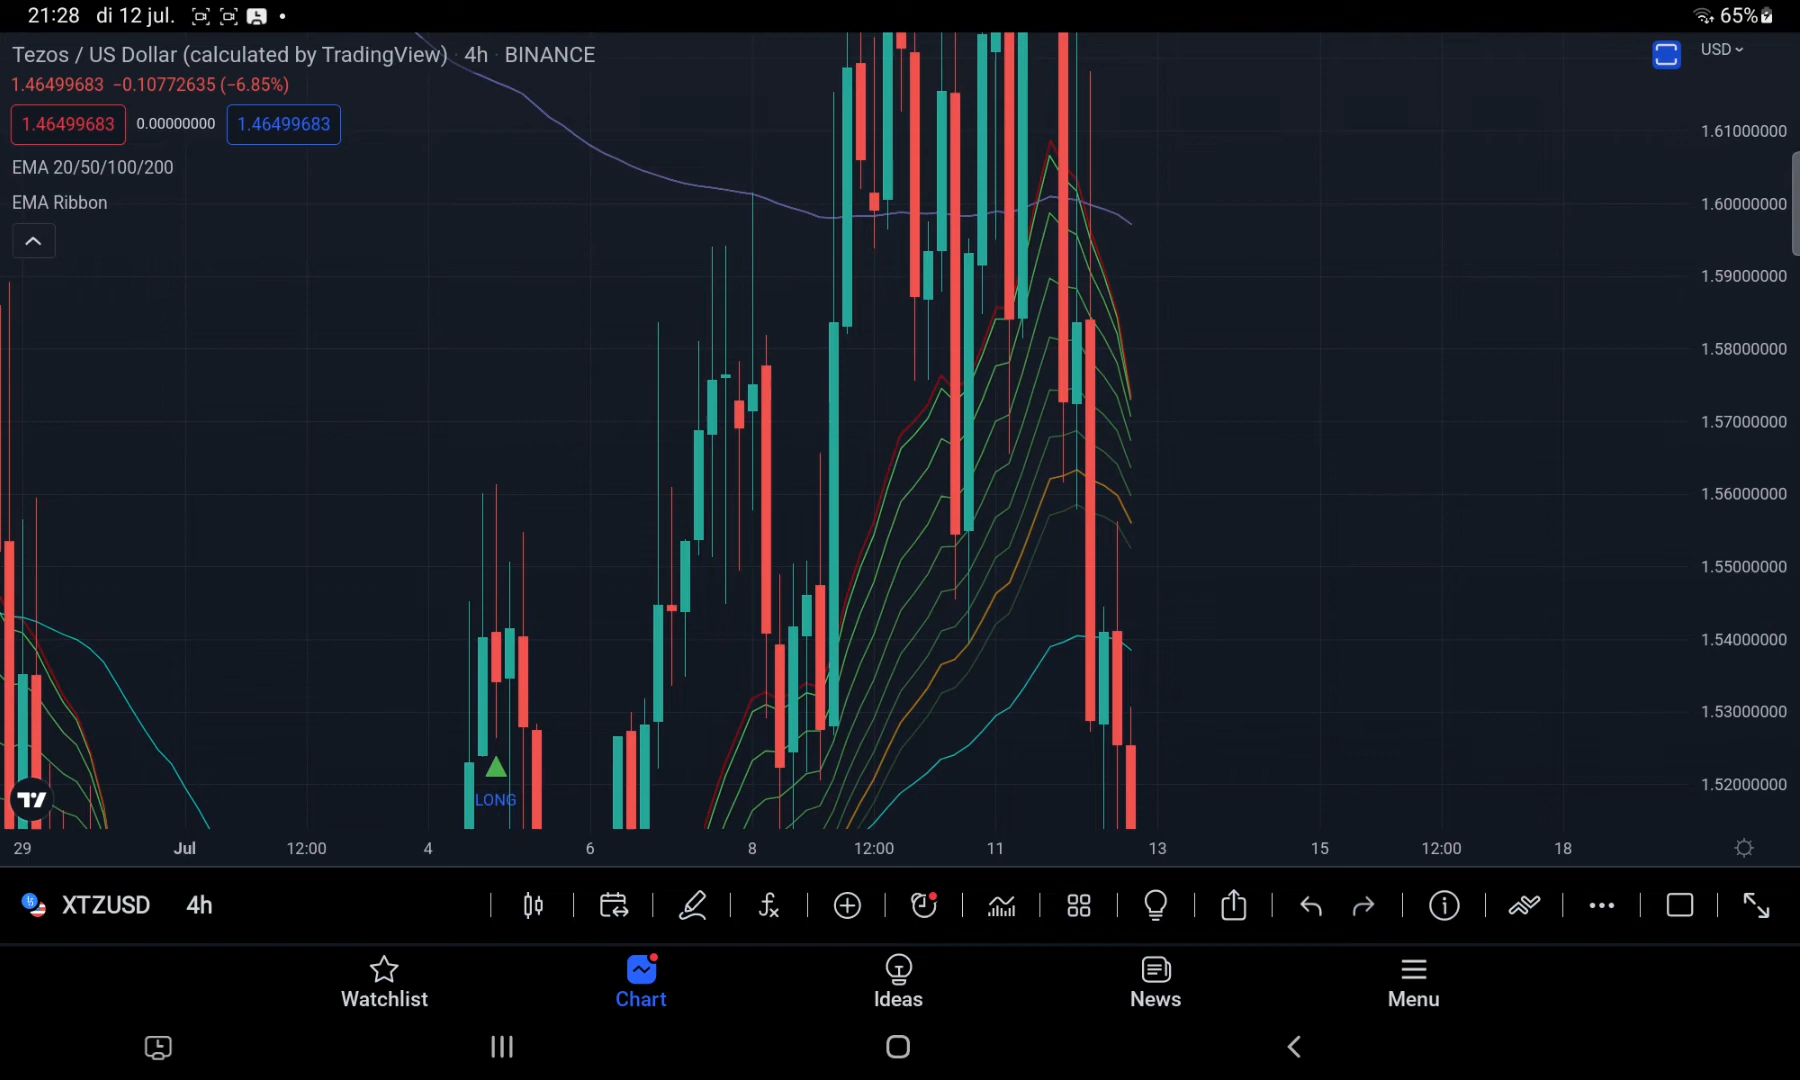 21:28 di 12 jul. 65%
Tezos / US Dollar (calculated by TradingView) · 4h · BINANCE
USD
1.46499683 −0.10772635 (−6.85%)
1.46499683 0.00000000 1.46499683
EMA 20/50/100/200
EMA Ribbon
1.61000000
1.60000000
1.59000000
1.58000000
1.57000000
1.56000000
1.55000000
1.54000000
1.53000000
1.52000000
LONG
29 Jul 12:00 4 6 8 12:00 11 13 15 12:00 18
XTZUSD 4h
Watchlist Chart Ideas News Menu